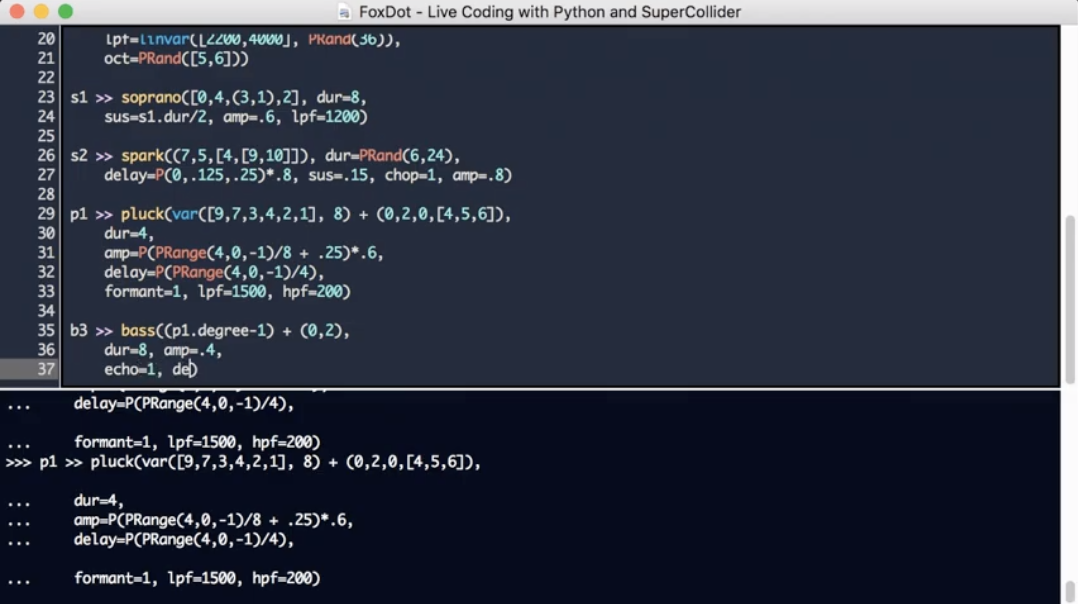 FoxDot - Live Coding with Python and SuperCollider
20 lpf=linvar([2200,4000], PRand(36)),
21 oct=PRand([5,6]))
22
23 s1 >> soprano([0,4,(3,1),2], dur=8,
24 sus=s1.dur/2, amp=.6, lpf=1200)
25
26 s2 >> spark((7,5,[4,[9,10]]), dur=PRand(6,24),
27 delay=P(0,.125,.25)*.8, sus=.15, chop=1, amp=.8)
28
29 p1 >> pluck(var([9,7,3,4,2,1], 8) + (0,2,0,[4,5,6]),
30 dur=4,
31 amp=P(PRange(4,0,-1)/8 + .25)*.6,
32 delay=P(PRange(4,0,-1)/4),
33 formant=1, lpf=1500, hpf=200)
34
35 b3 >> bass((p1.degree-1) + (0,2),
36 dur=8, amp=.4,
37 echo=1, de)
... delay=P(PRange(4,0,-1)/4),
... formant=1, lpf=1500, hpf=200)
>>> p1 >> pluck(var([9,7,3,4,2,1], 8) + (0,2,0,[4,5,6]),
... dur=4,
... amp=P(PRange(4,0,-1)/8 + .25)*.6,
... delay=P(PRange(4,0,-1)/4),
... formant=1, lpf=1500, hpf=200)